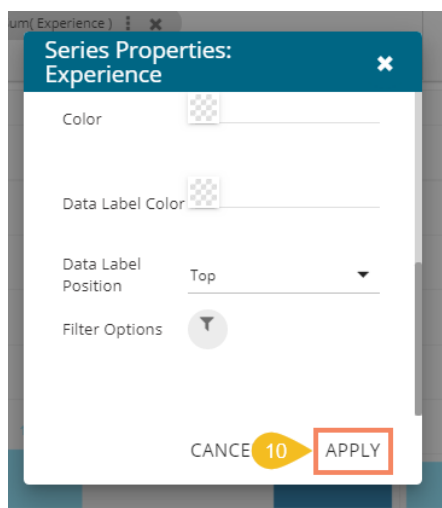 um( Experience )
Series Properties:
Experience
Color
Data Label Color
Data Label
Position
Top
Filter Options
CANCE
10
APPLY